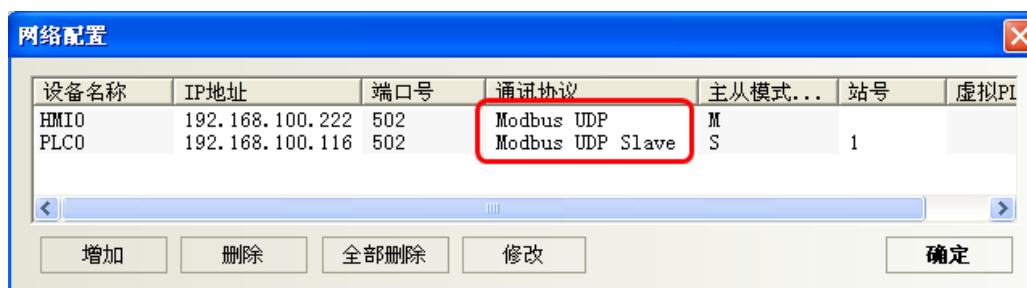 网络配置
设备名称 IP地址 端口号 通讯协议 主从模式... 站号 虚拟PL
HMI0 192.168.100.222 502 Modbus UDP M
PLC0 192.168.100.116 502 Modbus UDP Slave S 1
增加 删除 全部删除 修改 确定